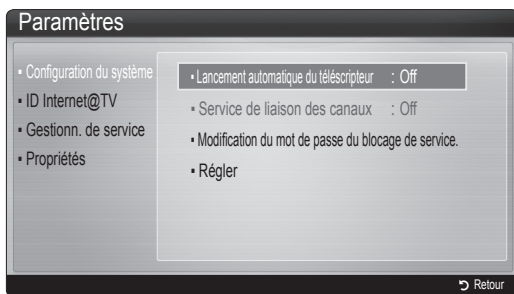 Paramètres
▪ Configuration du système
▪ ID Internet@TV
▪ Gestionn. de service
▪ Propriétés
▪ Lancement automatique du téléscripteur : Off
▪ Service de liaison des canaux : Off
▪ Modification du mot de passe du blocage de service.
▪ Régler
Retour